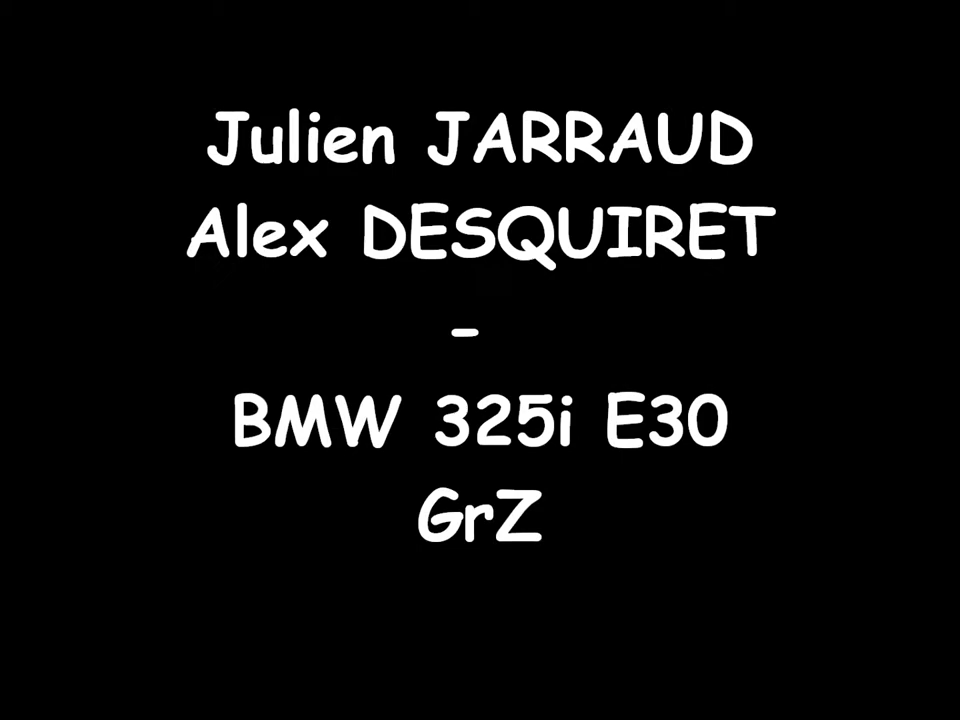 Julien JARRAUD
Alex DESQUIRET
-
BMW 325i E30
GrZ